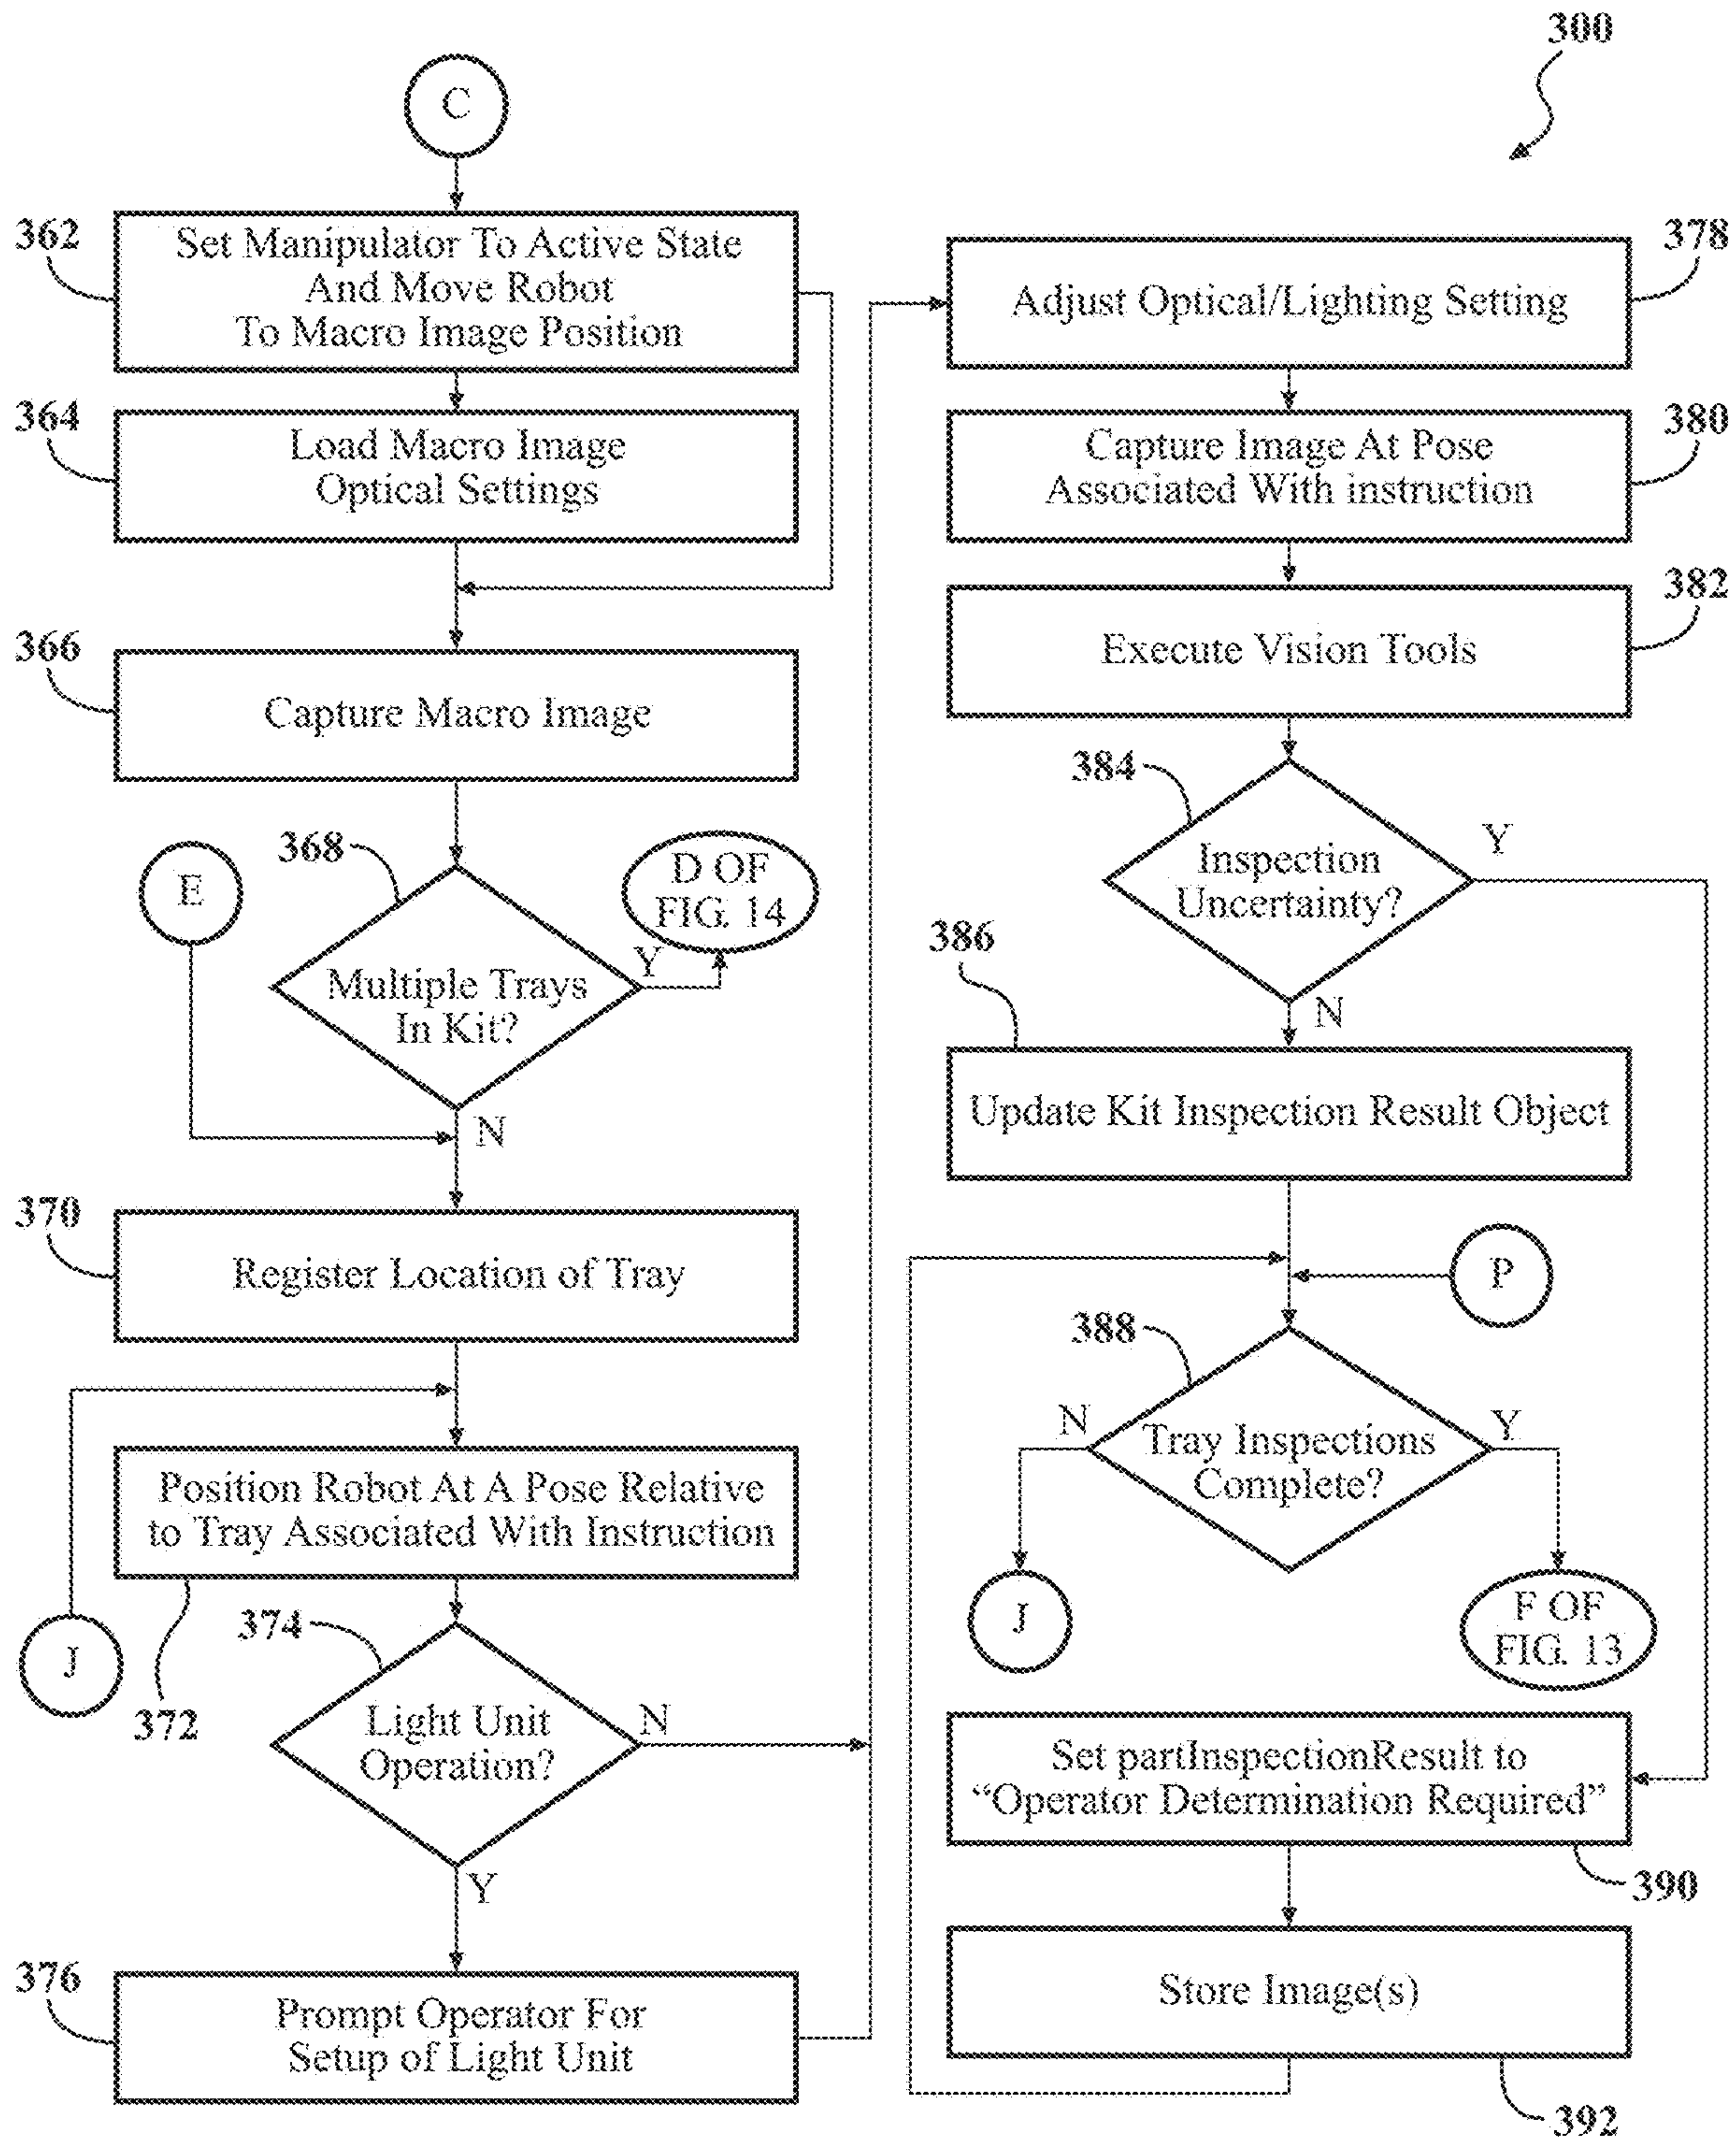 300
C
362
Set Manipulator To Active State
And Move Robot
To Macro Image Position
364
Load Macro Image
Optical Settings
366
Capture Macro Image
E
368
D OF
FIG. 14
Y
Multiple Trays
In Kit?
N
370
Register Location of Tray
Position Robot At A Pose Relative
to Tray Associated With Instruction
J
372
374
Light Unit
Operation?
N
Y
376
Prompt Operator For
Setup of Light Unit
378
Adjust Optical/Lighting Setting
380
Capture Image At Pose
Associated With instruction
382
Execute Vision Tools
384
Y
Inspection
Uncertainty?
N
386
Update Kit Inspection Result Object
P
388
N
Y
Tray Inspections
Complete?
J
F OF
FIG. 13
Set partInspectionResult to
“Operator Determination Required”
390
Store Image(s)
392